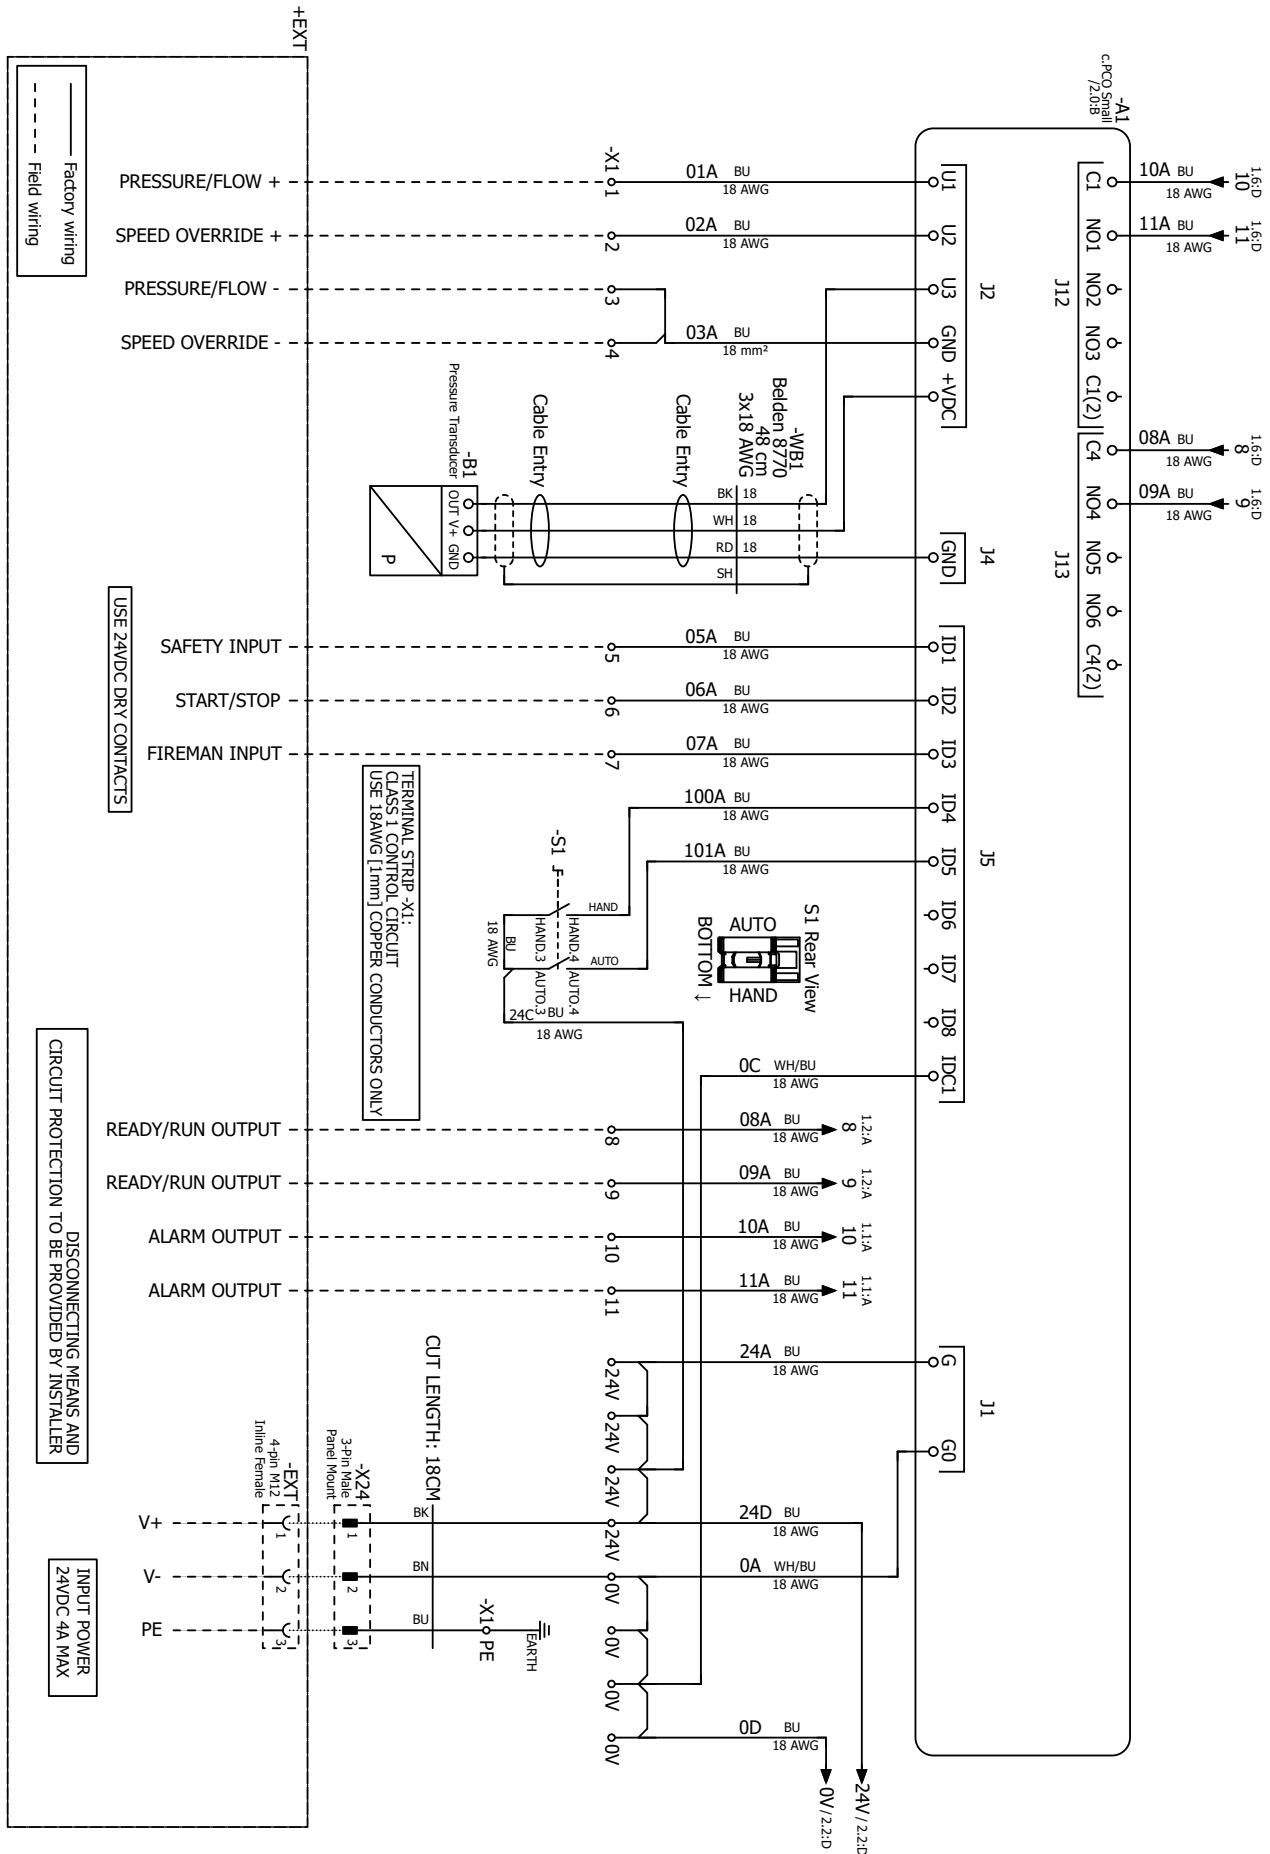 +EXT
Factory wiring
Field wiring
-A1
c.PCO Small
/2.0:B
C1
NO1
NO2
NO3
C1(2)
J12
C4
NO4
NO5
NO6
C4(2)
J13
10A BU
18 AWG
10
1.6:D
11A BU
18 AWG
11
1.6:D
08A BU
18 AWG
8
1.6:D
09A BU
18 AWG
9
1.6:D
-X1
PRESSURE/FLOW +
1
01A BU
18 AWG
U1
SPEED OVERRIDE +
2
02A BU
18 AWG
U2
PRESSURE/FLOW -
3
U3
J2
SPEED OVERRIDE -
4
03A BU
18 mm²
GND
+VDC
-WB1
Belden 8770
48 cm
3x18 AWG
Cable Entry
Cable Entry
-B1
Pressure Transducer
OUT
V+
GND
P
BK 18
WH 18
RD 18
SH
GND
J4
USE 24VDC DRY CONTACTS
SAFETY INPUT
5
05A BU
18 AWG
ID1
START/STOP
6
06A BU
18 AWG
ID2
FIREMAN INPUT
7
07A BU
18 AWG
ID3
100A BU
18 AWG
ID4
101A BU
18 AWG
ID5
J5
ID6
ID7
ID8
TERMINAL STRIP -X1:
CLASS 1 CONTROL CIRCUIT
USE 18AWG [1mm] COPPER CONDUCTORS ONLY
-S1
HAND
HAND.3
HAND.4
AUTO
AUTO.3
AUTO.4
BU
18 AWG
24C BU
18 AWG
S1 Rear View
AUTO
HAND
BOTTOM ↓
0C WH/BU
18 AWG
IDC1
READY/RUN OUTPUT
8
08A BU
18 AWG
8
1.2:A
READY/RUN OUTPUT
9
09A BU
18 AWG
9
1.2:A
ALARM OUTPUT
10
10A BU
18 AWG
10
1.1:A
ALARM OUTPUT
11
11A BU
18 AWG
11
1.1:A
DISCONNECTING MEANS AND
CIRCUIT PROTECTION TO BE PROVIDED BY INSTALLER
CUT LENGTH: 18CM
24V
24A BU
18 AWG
G
24V
24V
J1
G0
-EXT
4-pin M12
Inline Female
-X24
3-Pin Male
Panel Mount
V+
1
1
BK
24V
24D BU
18 AWG
V-
2
2
BN
0V
0A WH/BU
18 AWG
PE
3
3
BU
-X1
PE
EARTH
0V
0V
0V
0D BU
18 AWG
INPUT POWER
24VDC 4A MAX
24V / 2.2:D
0V / 2.2:D